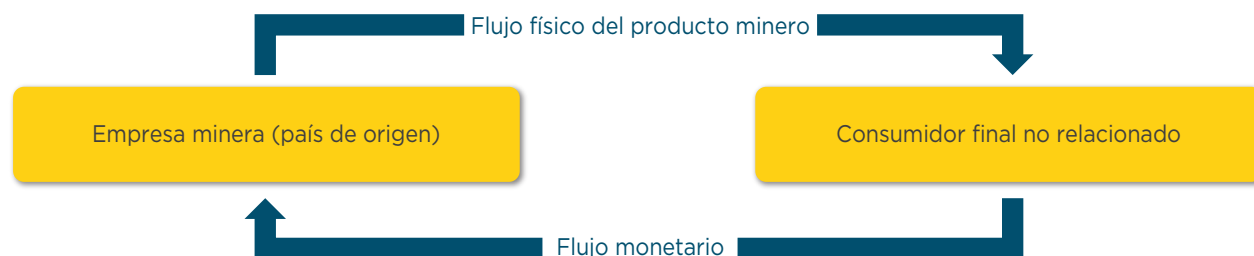 Flujo físico del producto minero
Empresa minera (país de origen)
Consumidor final no relacionado
Flujo monetario